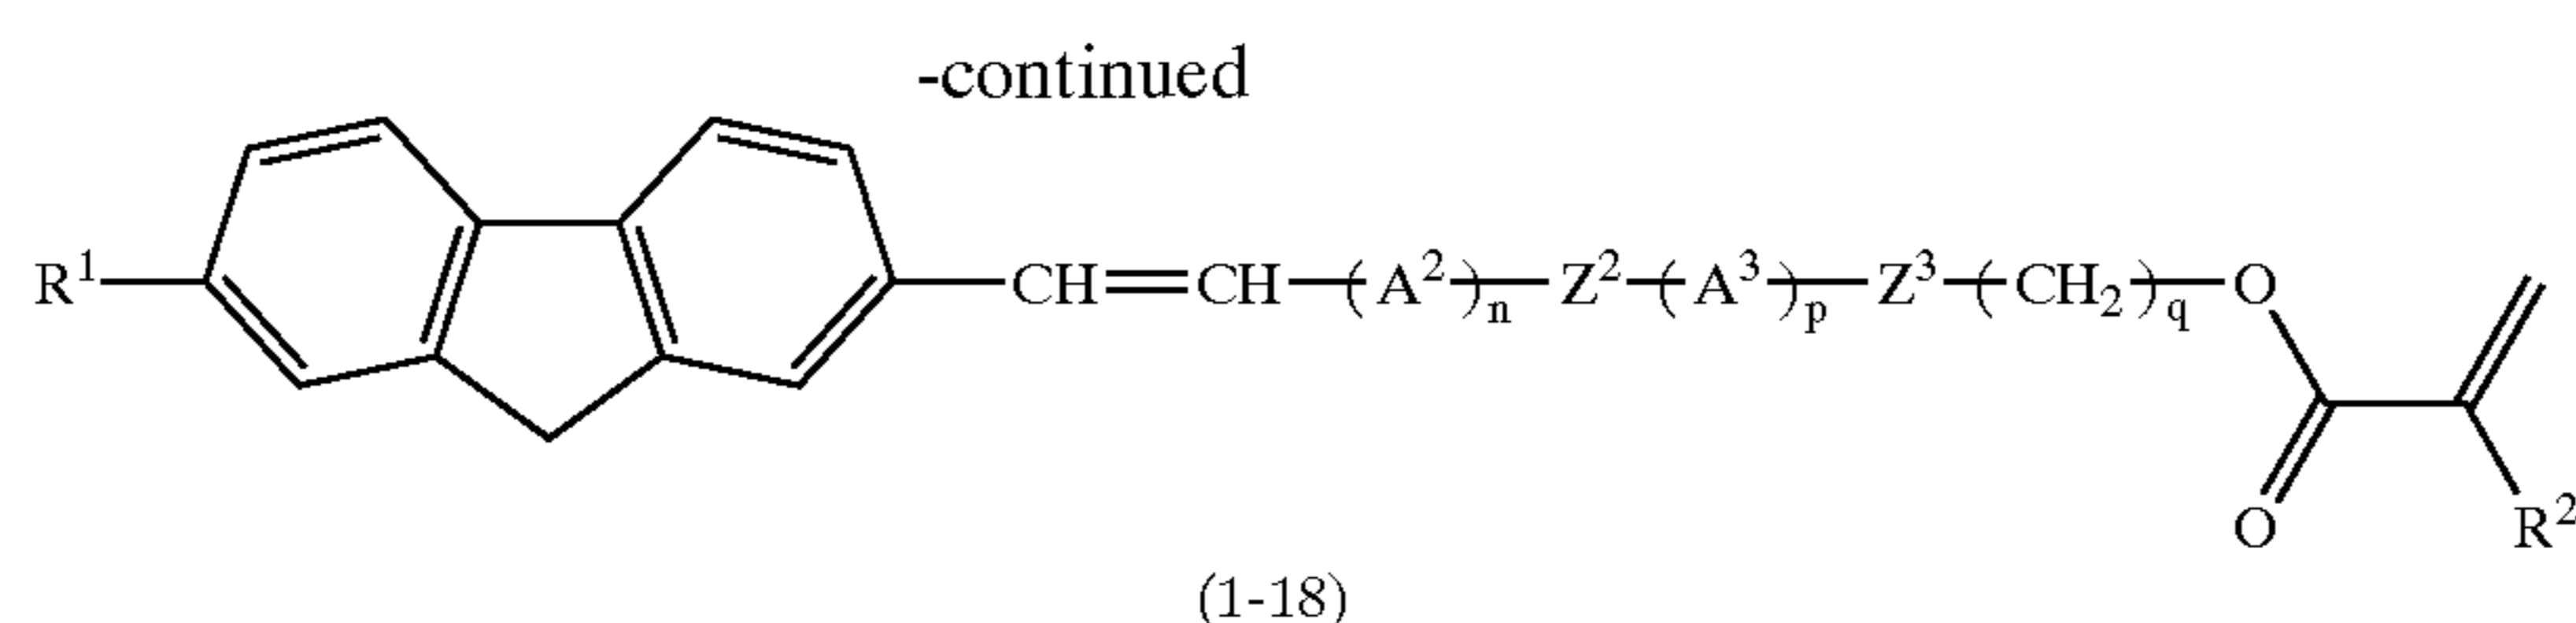 -continued
R¹—CH=CH—(A²)ₙ—Z²—(A³)ₚ—Z³—(CH₂)q—O
O
R²
(1-18)